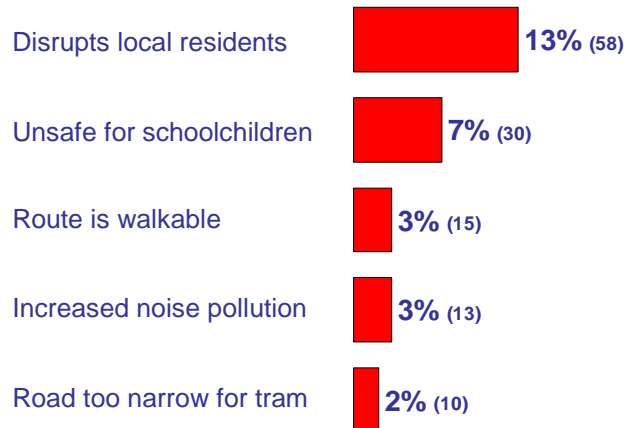 Disrupts local residents 13% (58)
Unsafe for schoolchildren 7% (30)
Route is walkable 3% (15)
Increased noise pollution 3% (13)
Road too narrow for tram 2% (10)